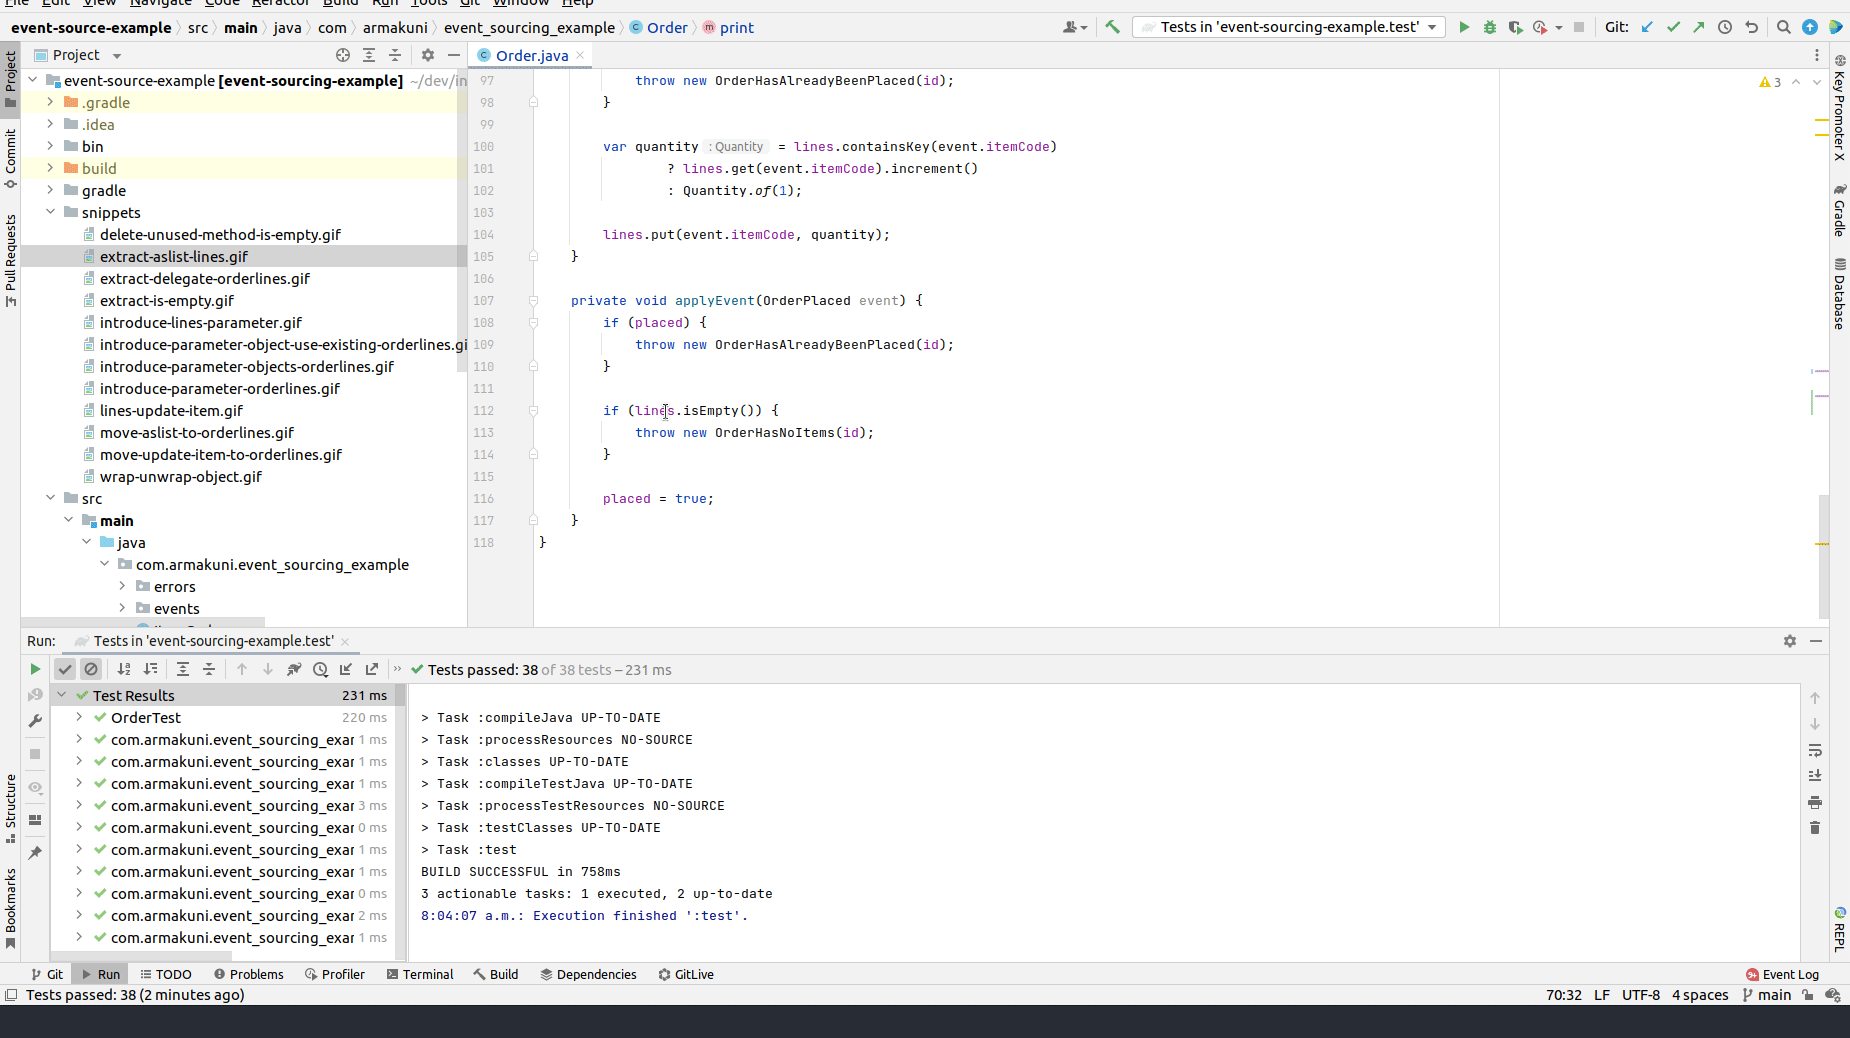 File Edit View Navigate Code Refactor Build Run Tools Git Window Help
event-source-example src main java com armakuni event_sourcing_example Order print Tests in 'event-sourcing-example.test' Git:
Project Order.java
event-source-example [event-sourcing-example] ~/dev/in
.gradle
.idea
bin
build
gradle
snippets
delete-unused-method-is-empty.gif
extract-aslist-lines.gif
extract-delegate-orderlines.gif
extract-is-empty.gif
introduce-lines-parameter.gif
introduce-parameter-object-use-existing-orderlines.gi
introduce-parameter-objects-orderlines.gif
introduce-parameter-orderlines.gif
lines-update-item.gif
move-aslist-to-orderlines.gif
move-update-item-to-orderlines.gif
wrap-unwrap-object.gif
src
main
java
com.armakuni.event_sourcing_example
errors
events
97 throw new OrderHasAlreadyBeenPlaced(id);
98 }
99
100 var quantity : Quantity = lines.containsKey(event.itemCode)
101 ? lines.get(event.itemCode).increment()
102 : Quantity.of(1);
103
104 lines.put(event.itemCode, quantity);
105 }
106
107 private void applyEvent(OrderPlaced event) {
108 if (placed) {
109 throw new OrderHasAlreadyBeenPlaced(id);
110 }
111
112 if (lines.isEmpty()) {
113 throw new OrderHasNoItems(id);
114 }
115
116 placed = true;
117 }
118 }
3
Project
Commit
Pull Requests
Structure
Bookmarks
Key Promoter X
Gradle
Database
REPL
Run: Tests in 'event-sourcing-example.test'
Tests passed: 38 of 38 tests – 231 ms
Test Results 231 ms
OrderTest 220 ms
com.armakuni.event_sourcing_exar 1 ms
com.armakuni.event_sourcing_exar 1 ms
com.armakuni.event_sourcing_exar 1 ms
com.armakuni.event_sourcing_exar 3 ms
com.armakuni.event_sourcing_exar 0 ms
com.armakuni.event_sourcing_exar 1 ms
com.armakuni.event_sourcing_exar 1 ms
com.armakuni.event_sourcing_exar 0 ms
com.armakuni.event_sourcing_exar 2 ms
com.armakuni.event_sourcing_exar 1 ms
> Task :compileJava UP-TO-DATE
> Task :processResources NO-SOURCE
> Task :classes UP-TO-DATE
> Task :compileTestJava UP-TO-DATE
> Task :processTestResources NO-SOURCE
> Task :testClasses UP-TO-DATE
> Task :test
BUILD SUCCESSFUL in 758ms
3 actionable tasks: 1 executed, 2 up-to-date
8:04:07 a.m.: Execution finished ':test'.
Git Run TODO Problems Profiler Terminal Build Dependencies GitLive Event Log
Tests passed: 38 (2 minutes ago) 70:32 LF UTF-8 4 spaces main